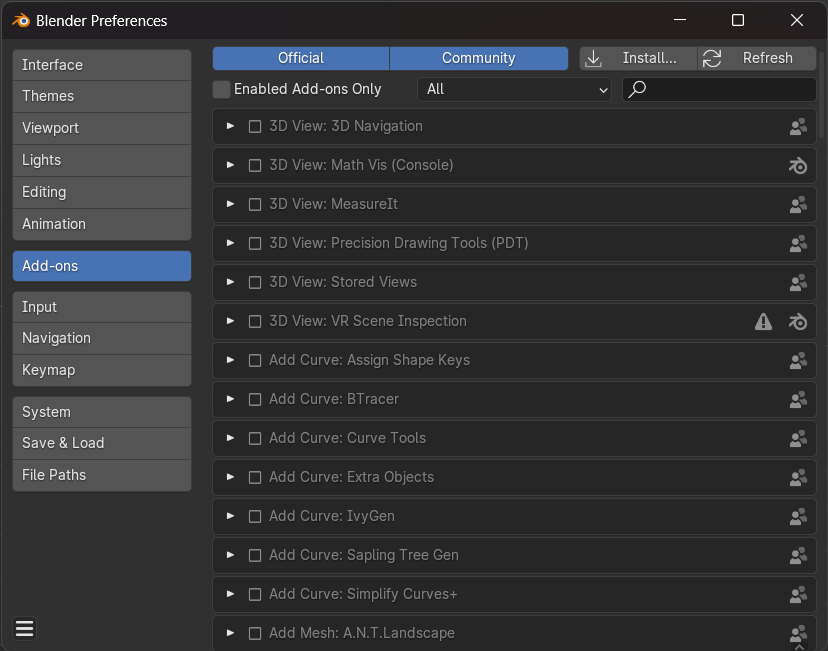 Blender Preferences
Interface
Themes
Viewport
Lights
Editing
Animation
Add-ons
Input
Navigation
Keymap
System
Save & Load
File Paths
Official Community Install... Refresh
Enabled Add-ons Only All
3D View: 3D Navigation
3D View: Math Vis (Console)
3D View: MeasureIt
3D View: Precision Drawing Tools (PDT)
3D View: Stored Views
3D View: VR Scene Inspection
Add Curve: Assign Shape Keys
Add Curve: BTracer
Add Curve: Curve Tools
Add Curve: Extra Objects
Add Curve: IvyGen
Add Curve: Sapling Tree Gen
Add Curve: Simplify Curves+
Add Mesh: A.N.T.Landscape